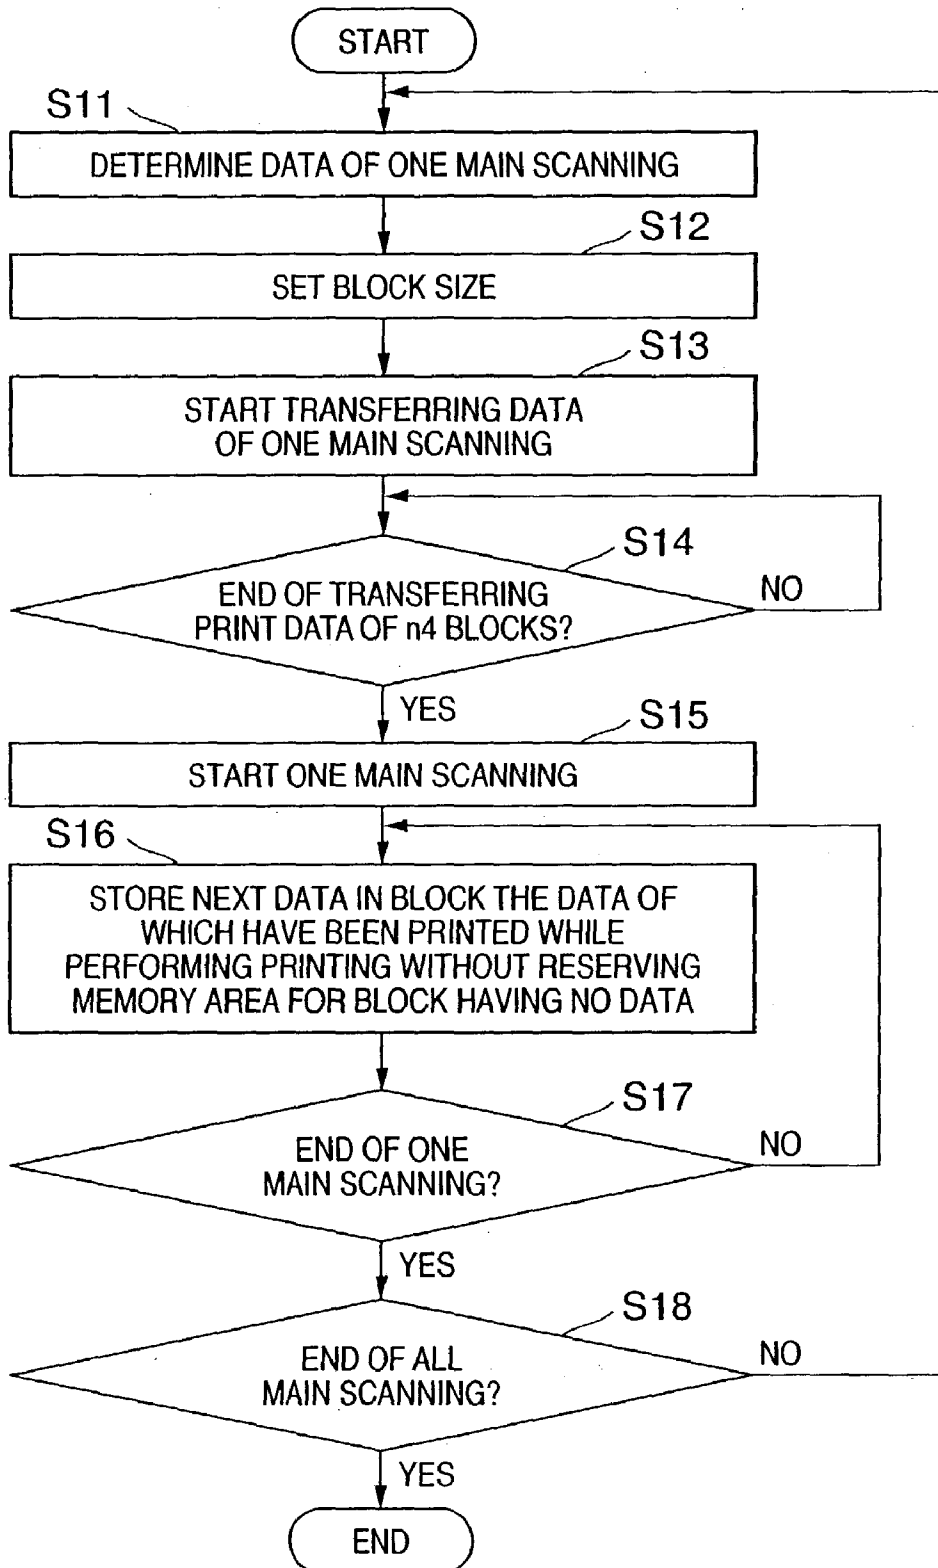 START
S11
DETERMINE DATA OF ONE MAIN SCANNING
S12
SET BLOCK SIZE
S13
START TRANSFERRING DATA
OF ONE MAIN SCANNING
S14
END OF TRANSFERRING
PRINT DATA OF n4 BLOCKS?
NO
YES
S15
START ONE MAIN SCANNING
S16
STORE NEXT DATA IN BLOCK THE DATA OF
WHICH HAVE BEEN PRINTED WHILE
PERFORMING PRINTING WITHOUT RESERVING
MEMORY AREA FOR BLOCK HAVING NO DATA
S17
END OF ONE
MAIN SCANNING?
NO
YES
S18
END OF ALL
MAIN SCANNING?
NO
YES
END